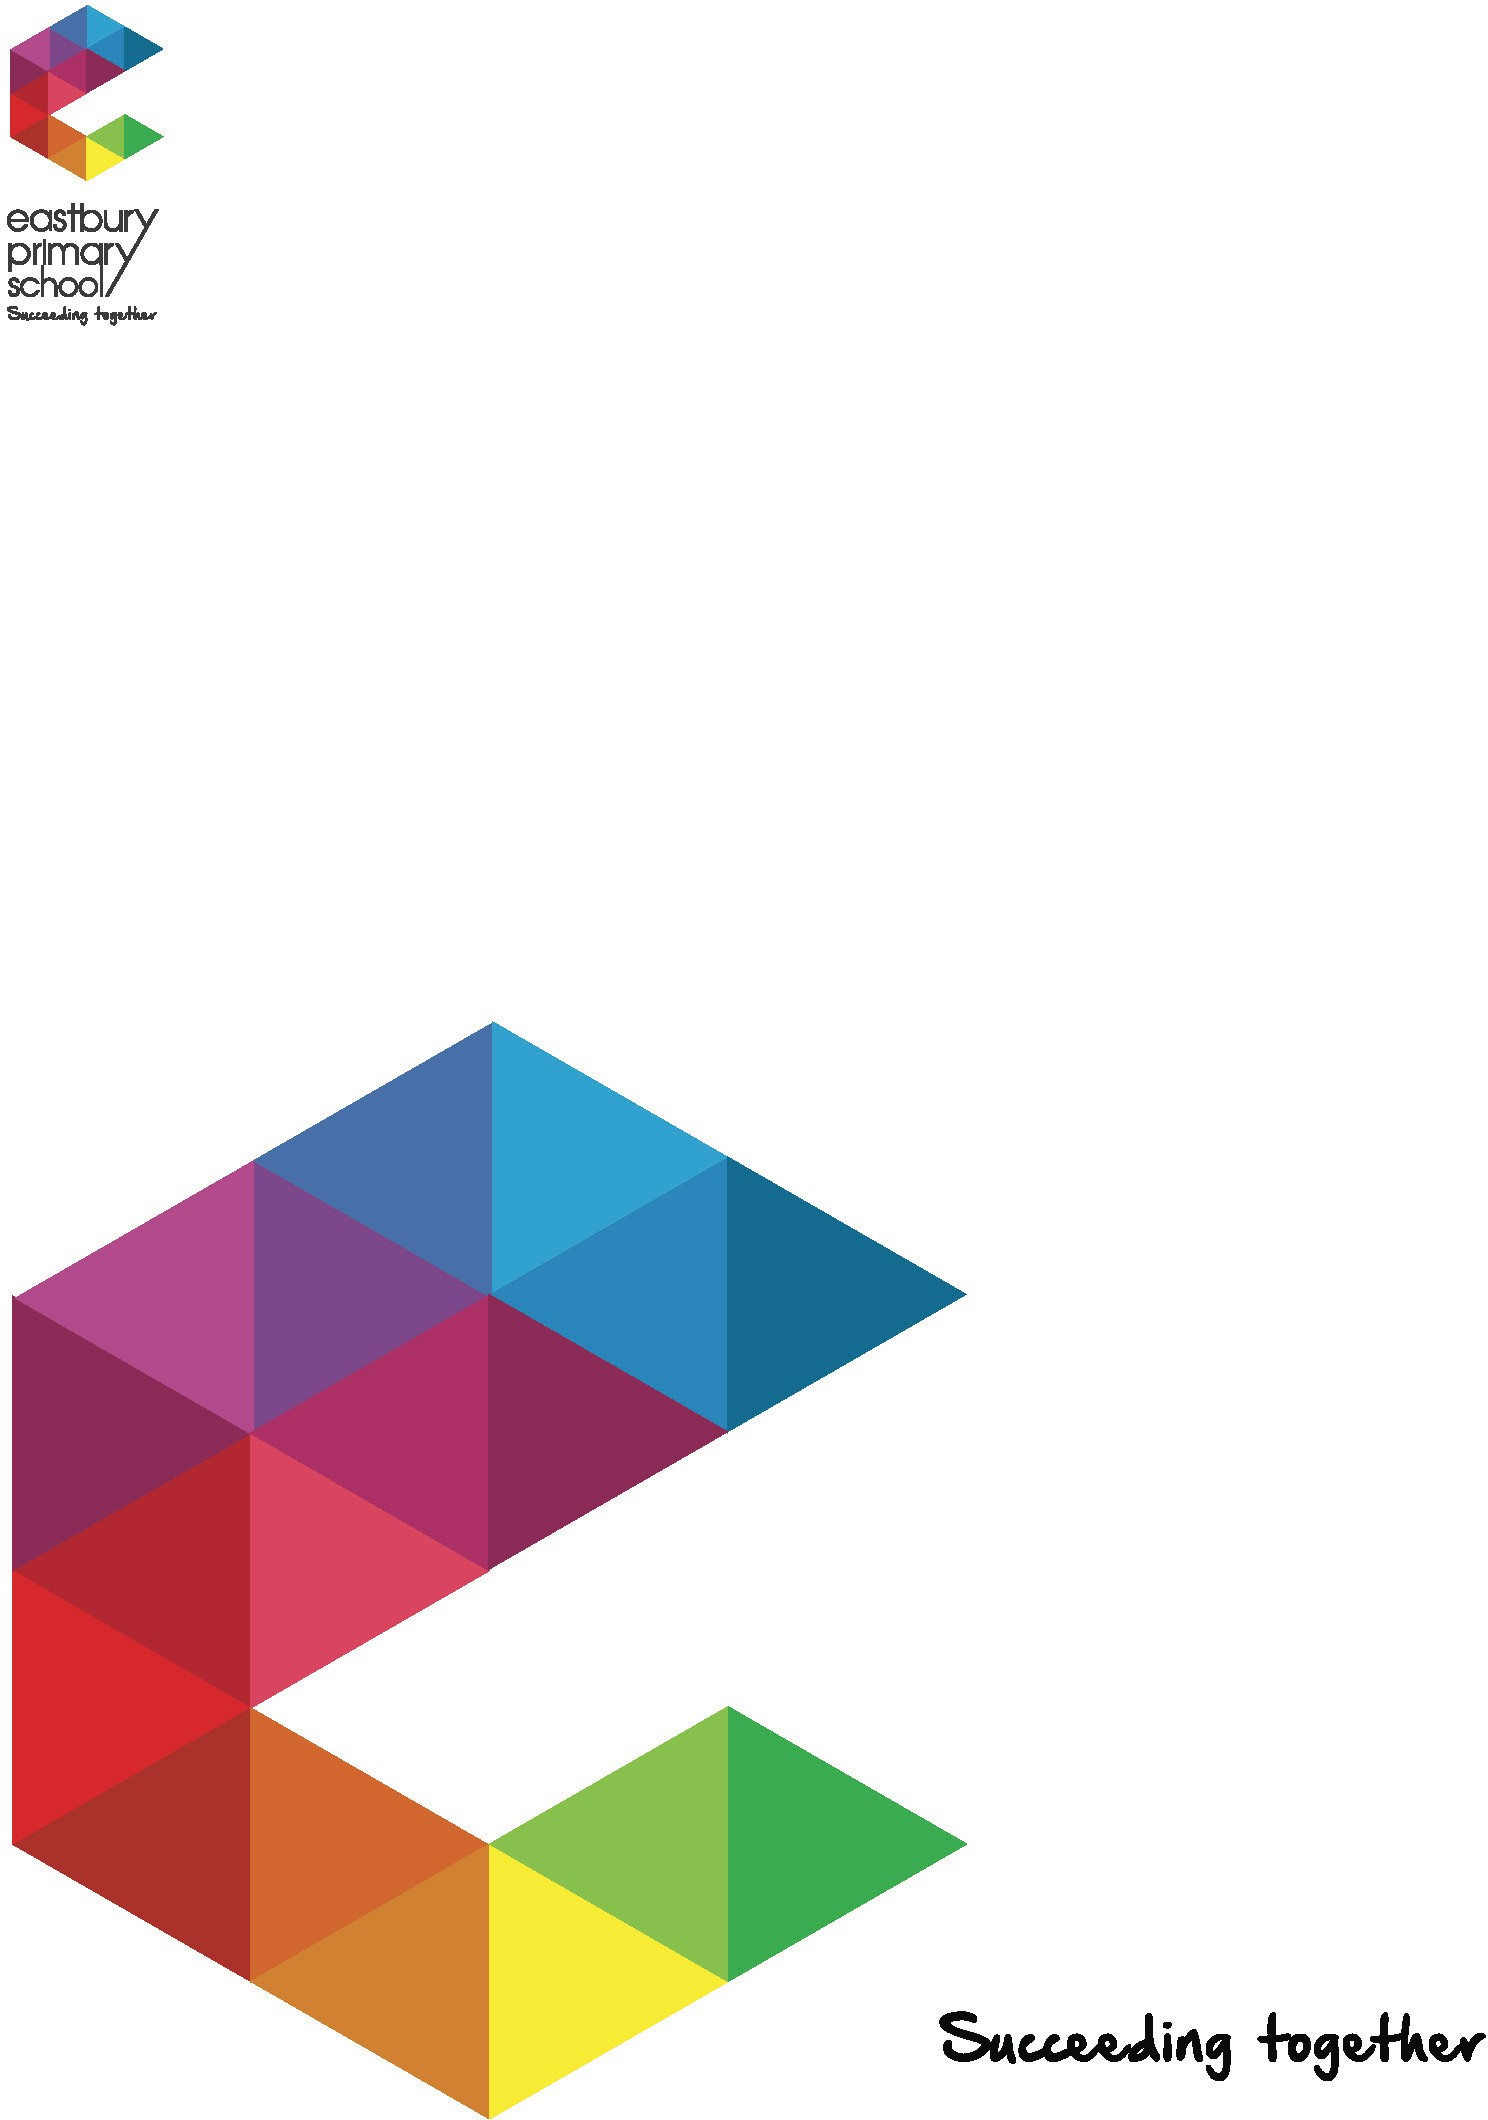 eastbury
primary
school
Succeeding together
Succeeding together